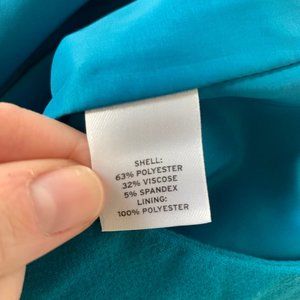 SHELL:
63% POLYESTER
32% VISCOSE
5% SPANDEX
LINING:
100% POLYESTER